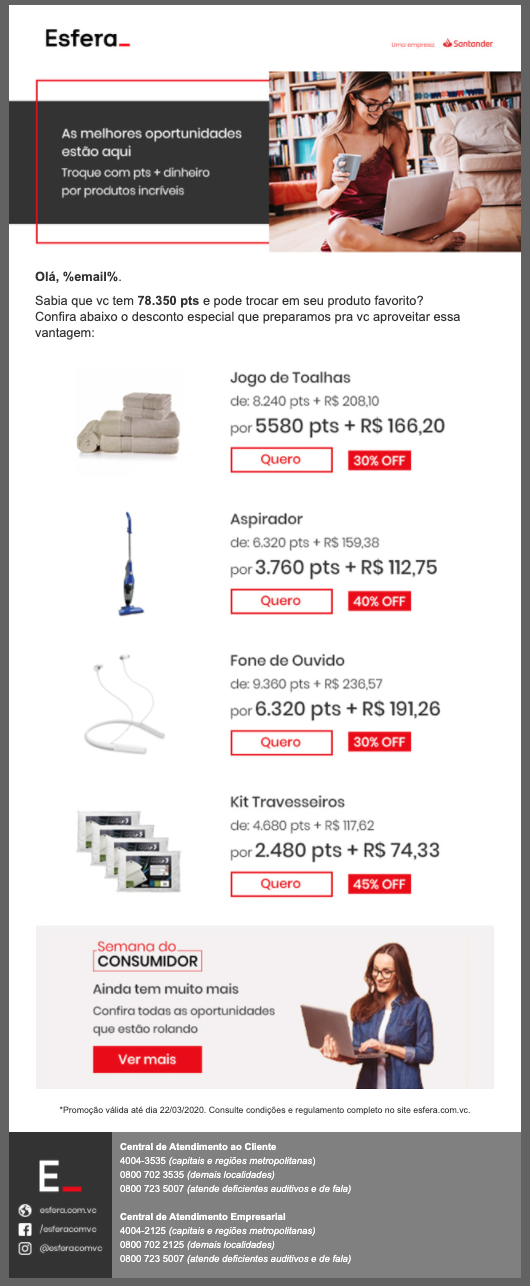 Esfera_
Uma empresa Santander
As melhores oportunidades
estão aqui
Troque com pts + dinheiro
por produtos incríveis
Olá, %email%.
Sabia que vc tem 78.350 pts e pode trocar em seu produto favorito?
Confira abaixo o desconto especial que preparamos pra vc aproveitar essa
vantagem:
Jogo de Toalhas
de: 8.240 pts + R$ 208,10
por 5580 pts + R$ 166,20
Quero 30% OFF
Aspirador
de: 6.320 pts + R$ 159,38
por 3.760 pts + R$ 112,75
Quero 40% OFF
Fone de Ouvido
de: 9.360 pts + R$ 236,57
por 6.320 pts + R$ 191,26
Quero 30% OFF
Kit Travesseiros
de: 4.680 pts + R$ 117,62
por 2.480 pts + R$ 74,33
Quero 45% OFF
Semana do
CONSUMIDOR
Ainda tem muito mais
Confira todas as oportunidades
que estão rolando
Ver mais
*Promoção válida até dia 22/03/2020. Consulte condições e regulamento completo no site esfera.com.vc.
E_
esfera.com.vc
/esferacomvc
@esferacomvc
Central de Atendimento ao Cliente
4004-3535 (capitais e regiões metropolitanas)
0800 702 3535 (demais localidades)
0800 723 5007 (atende deficientes auditivos e de fala)
Central de Atendimento Empresarial
4004-2125 (capitais e regiões metropolitanas)
0800 702 2125 (demais localidades)
0800 723 5007 (atende deficientes auditivos e de fala)